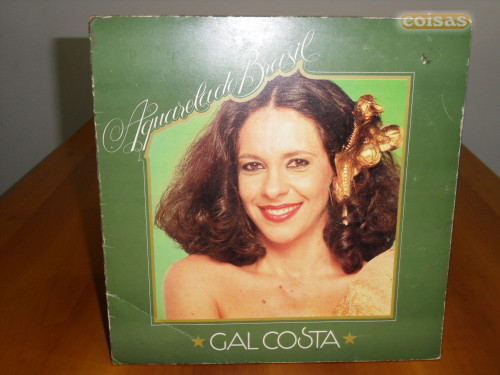 coisas
Aquarela do Brasil
★ GAL COSTA ★